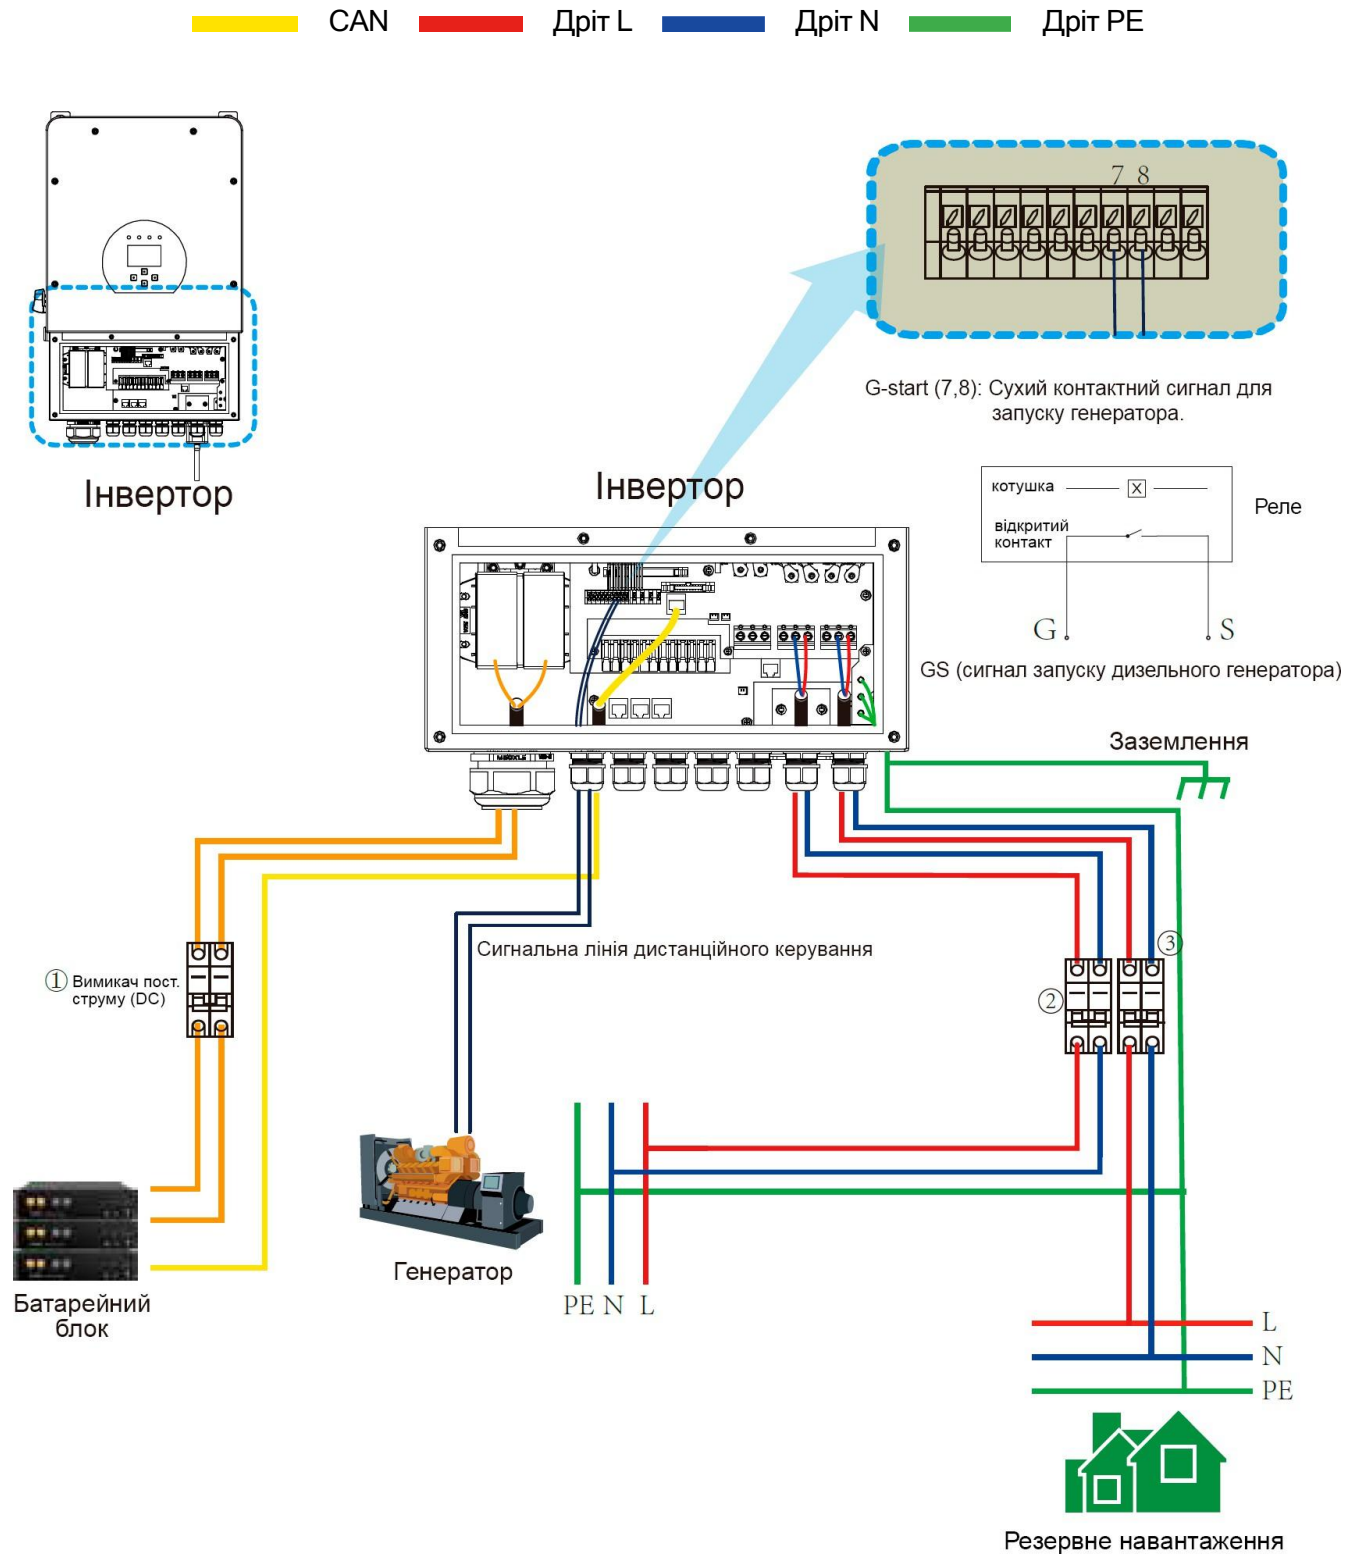 CAN
Дріт L
Дріт N
Дріт PE
7 8
G-start (7,8): Сухий контактний сигнал для
запуску генератора.
Інвертор
Інвертор
котушка
X
Реле
відкритий
контакт
G
S
GS (сигнал запуску дизельного генератора)
Заземлення
Сигнальна лінія дистанційного керування
① Вимикач пост.
струму (DC)
③
②
Генератор
PE N L
Батарейний
блок
L
N
PE
Резервне навантаження